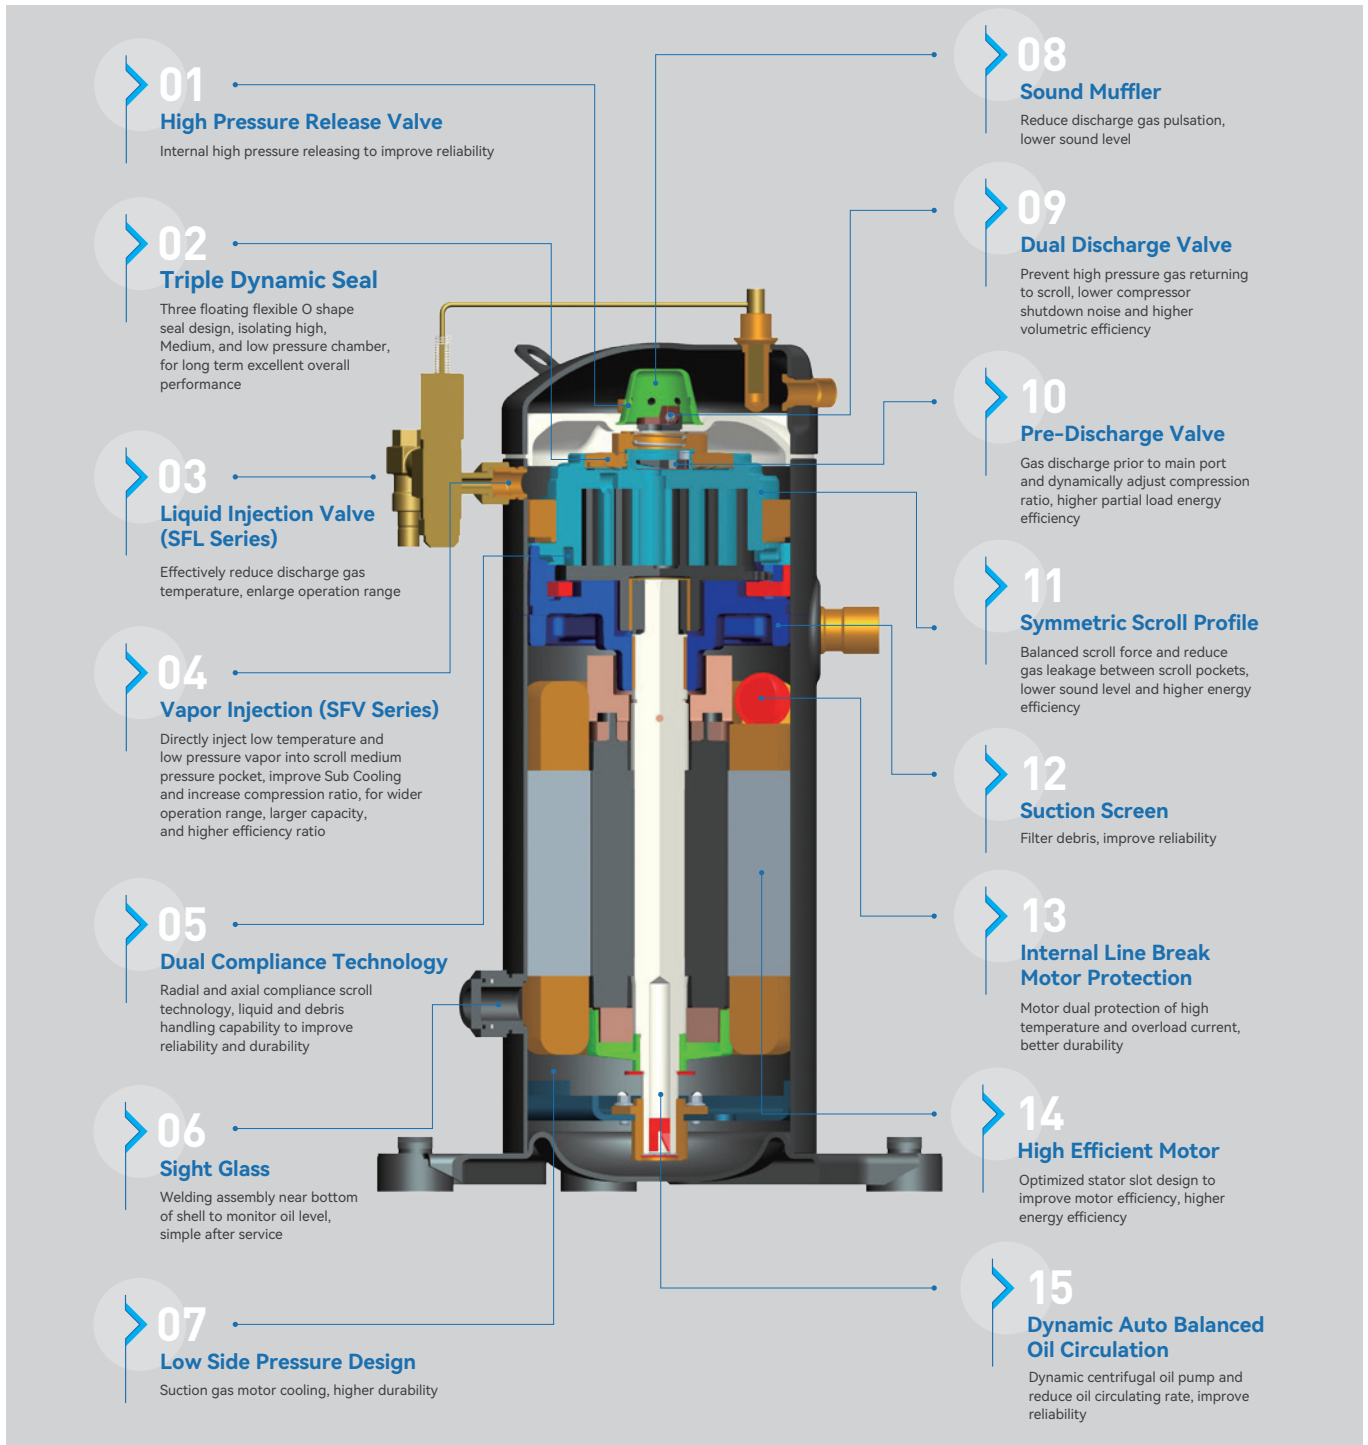 01
High Pressure Release Valve
Internal high pressure releasing to improve reliability
02
Triple Dynamic Seal
Three floating flexible O shape
seal design, isolating high,
Medium, and low pressure chamber,
for long term excellent overall
performance
03
Liquid Injection Valve
(SFL Series)
Effectively reduce discharge gas
temperature, enlarge operation range
04
Vapor Injection (SFV Series)
Directly inject low temperature and
low pressure vapor into scroll medium
pressure pocket, improve Sub Cooling
and increase compression ratio, for wider
operation range, larger capacity,
and higher efficiency ratio
05
Dual Compliance Technology
Radial and axial compliance scroll
technology, liquid and debris
handling capability to improve
reliability and durability
06
Sight Glass
Welding assembly near bottom
of shell to monitor oil level,
simple after service
07
Low Side Pressure Design
Suction gas motor cooling, higher durability
08
Sound Muffler
Reduce discharge gas pulsation,
lower sound level
09
Dual Discharge Valve
Prevent high pressure gas returning
to scroll, lower compressor
shutdown noise and higher
volumetric efficiency
10
Pre-Discharge Valve
Gas discharge prior to main port
and dynamically adjust compression
ratio, higher partial load energy
efficiency
11
Symmetric Scroll Profile
Balanced scroll force and reduce
gas leakage between scroll pockets,
lower sound level and higher energy
efficiency
12
Suction Screen
Filter debris, improve reliability
13
Internal Line Break
Motor Protection
Motor dual protection of high
temperature and overload current,
better durability
14
High Efficient Motor
Optimized stator slot design to
improve motor efficiency, higher
energy efficiency
15
Dynamic Auto Balanced
Oil Circulation
Dynamic centrifugal oil pump and
reduce oil circulating rate, improve
reliability